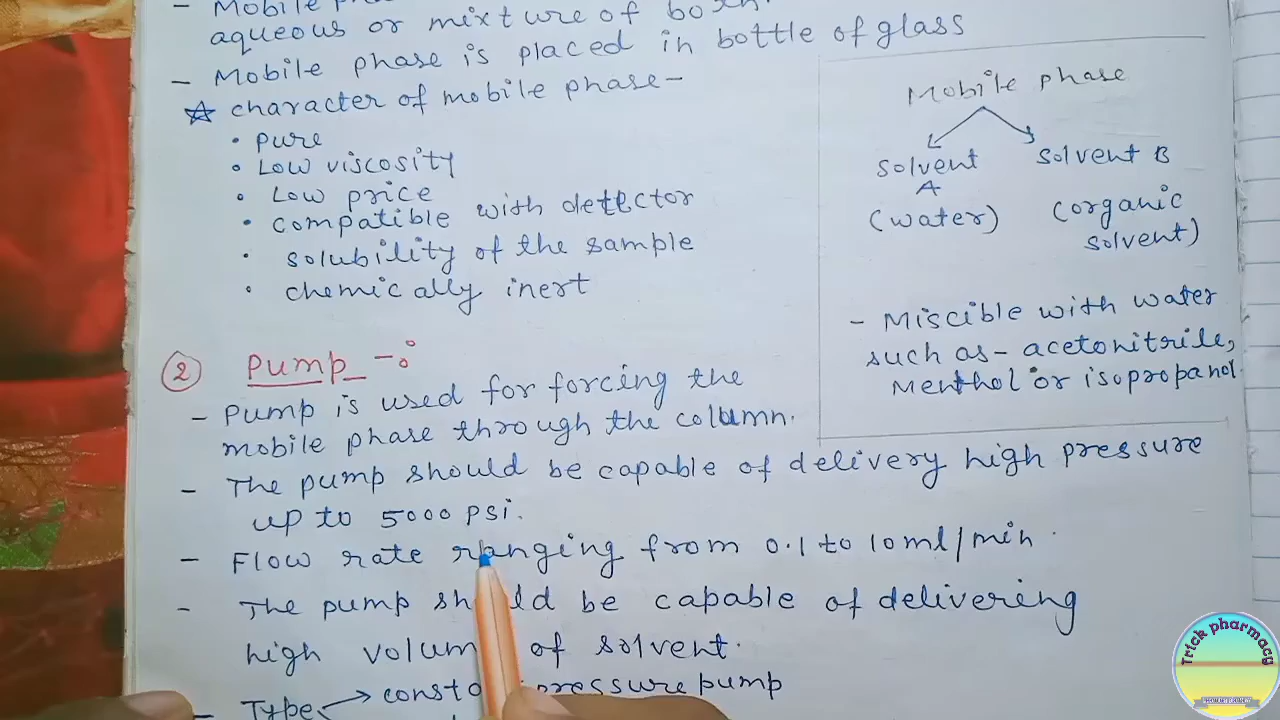 - Mobile
aqueous or mixture of both.
- Mobile phase is placed in bottle of glass
☆ character of mobile phase-
• pure
• Low viscosity
• Low price
• compatible with detector
• solubility of the sample
• chemically inert
Mobile phase
solvent A
(water)
solvent B
(organic
solvent)
- Miscible with water
such as- acetonitrile,
Menthol or isopropanol
2 Pump -:
- Pump is used for forcing the
mobile phase through the column.
- The pump should be capable of delivery high pressure
up to 5000 psi.
- Flow rate ranging from 0.1 to 10ml/min.
- The pump should be capable of delivering
high volum of solvent.
- Type → pressure pump
Trick pharmacy